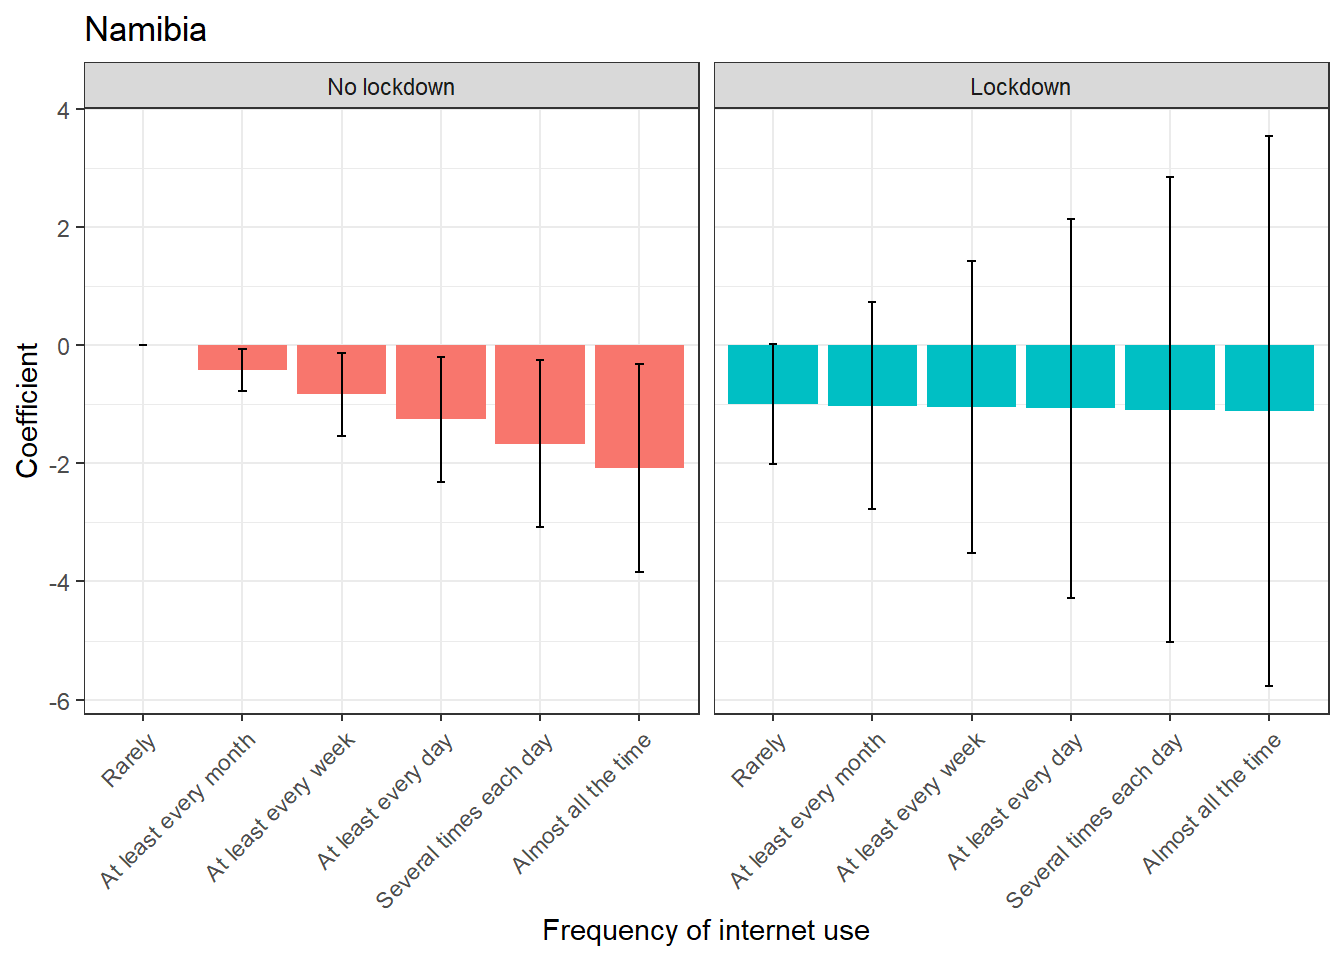 Namibia
No lockdown
Lockdown
Coefficient
4
2
0
-2
-4
-6
Rarely
At least every month
At least every week
At least every day
Several times each day
Almost all the time
Rarely
At least every month
At least every week
At least every day
Several times each day
Almost all the time
Frequency of internet use